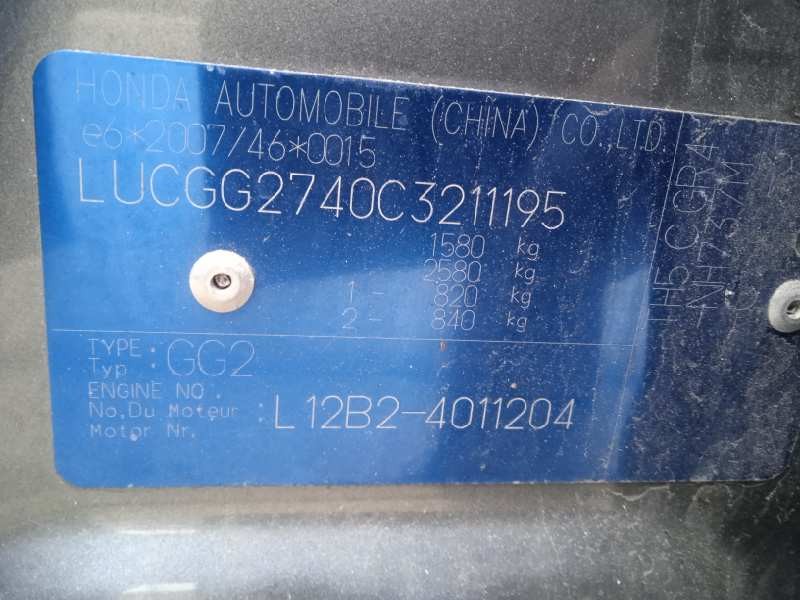 HONDA AUTOMOBILE (CHINA) CO.,LTD.
e6*2007/46*0015
LUCGG2740C3211195
1580 kg
2580 kg
1 - 820 kg
2 - 840 kg
TYPE :
Typ : GG2
ENGINE NO.
No.Du Moteur : L12B2-4011204
Motor Nr.
NH737M